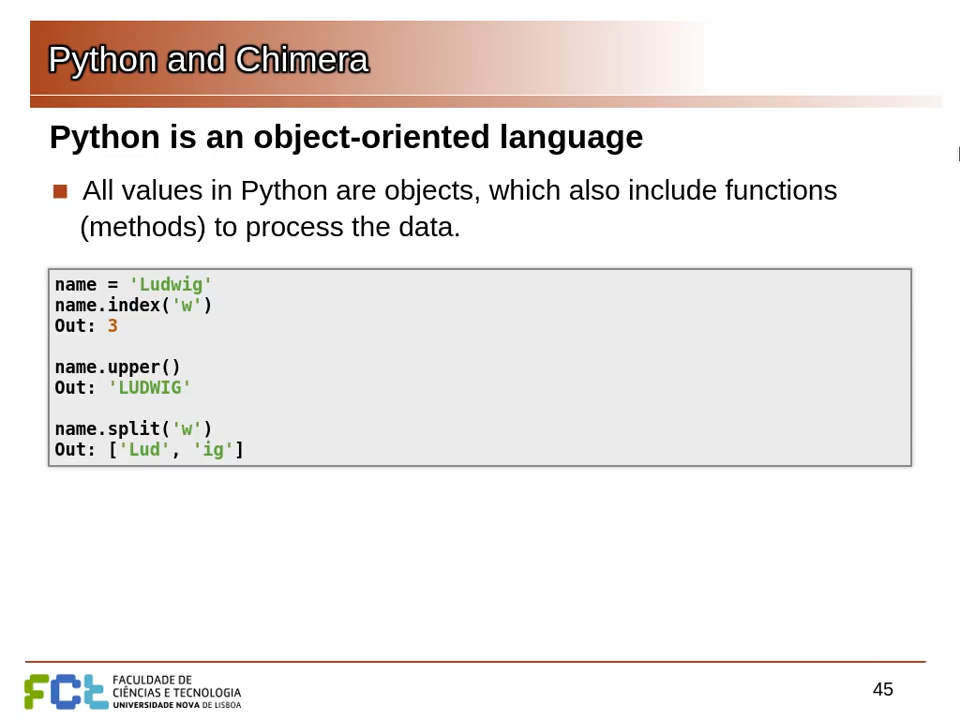 Python and Chimera
Python is an object-oriented language
All values in Python are objects, which also include functions
(methods) to process the data.
name = 'Ludwig'
name.index('w')
Out: 3
name.upper()
Out: 'LUDWIG'
name.split('w')
Out: ['Lud', 'ig']
FCt
FACULDADE DE
CIÊNCIAS E TECNOLOGIA
UNIVERSIDADE NOVA DE LISBOA
45